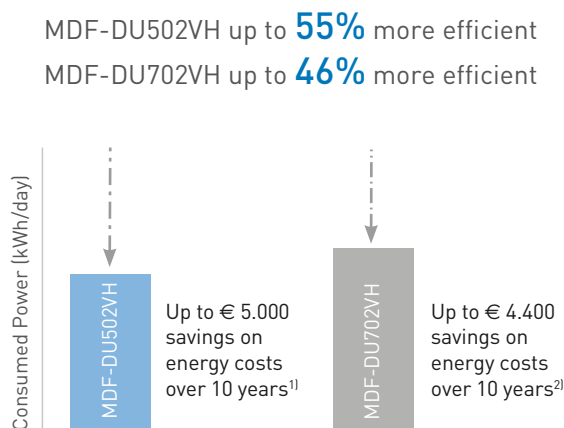 MDF-DU502VH up to 55% more efficient
MDF-DU702VH up to 46% more efficient
Consumed Power (kWh/day)
MDF-DU502VH
Up to € 5.000
savings on
energy costs
over 10 years1)
MDF-DU702VH
Up to € 4.400
savings on
energy costs
over 10 years2)